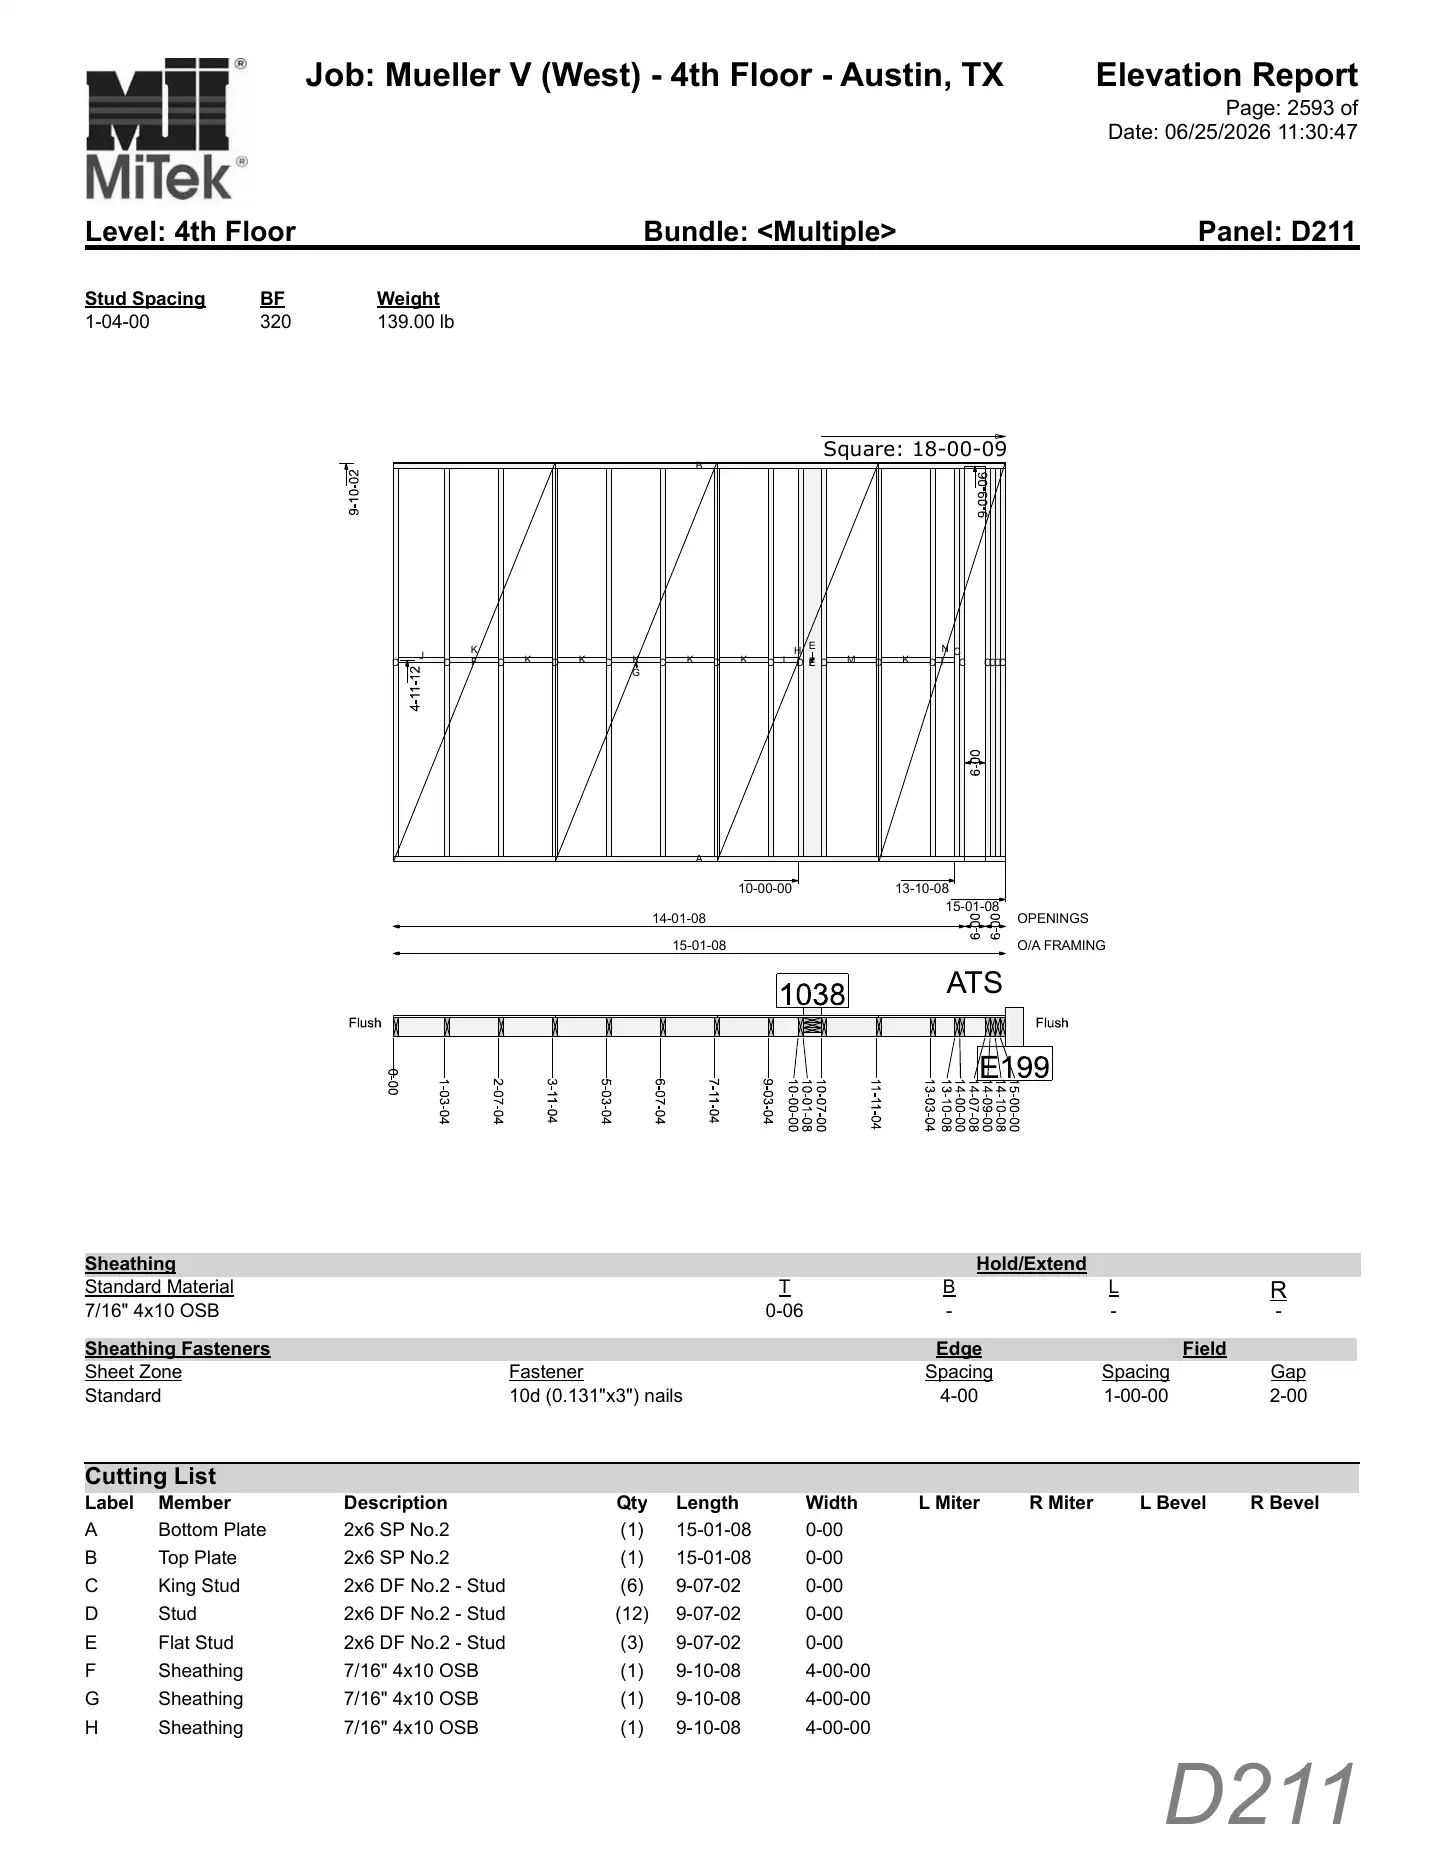 Job: Mueller V (West) - 4th Floor - Austin, TX
Elevation Report
Page: 2593 of
Date: 06/25/2026 11:30:47
MiTek
Level: 4th Floor Bundle: <Multiple> Panel: D211
Stud Spacing BF Weight
1-04-00 320 139.00 lb
Square: 18-00-09
B
9-10-02
9-09-06
E
K H N
J K K K K K I M K
G
4-11-12
6-00
A
10-00-00 13-10-08
15-01-08
14-01-08 6-00 6-00 OPENINGS
15-01-08 O/A FRAMING
1038 ATS
Flush Flush
E199
0-00 1-03-04 2-07-04 3-11-04 5-03-04 6-07-04 7-11-04 9-03-04 10-00-00 10-01-08 10-07-00 11-11-04 13-03-04 13-10-08 14-00-00 14-07-08 14-09-00 14-10-08 15-00-00
Sheathing Hold/Extend
Standard Material T B L R
7/16" 4x10 OSB 0-06 - - -
Sheathing Fasteners Edge Field
Sheet Zone Fastener Spacing Spacing Gap
Standard 10d (0.131"x3") nails 4-00 1-00-00 2-00
Cutting List
Label Member Description Qty Length Width L Miter R Miter L Bevel R Bevel
A Bottom Plate 2x6 SP No.2 (1) 15-01-08 0-00
B Top Plate 2x6 SP No.2 (1) 15-01-08 0-00
C King Stud 2x6 DF No.2 - Stud (6) 9-07-02 0-00
D Stud 2x6 DF No.2 - Stud (12) 9-07-02 0-00
E Flat Stud 2x6 DF No.2 - Stud (3) 9-07-02 0-00
F Sheathing 7/16" 4x10 OSB (1) 9-10-08 4-00-00
G Sheathing 7/16" 4x10 OSB (1) 9-10-08 4-00-00
H Sheathing 7/16" 4x10 OSB (1) 9-10-08 4-00-00
D211